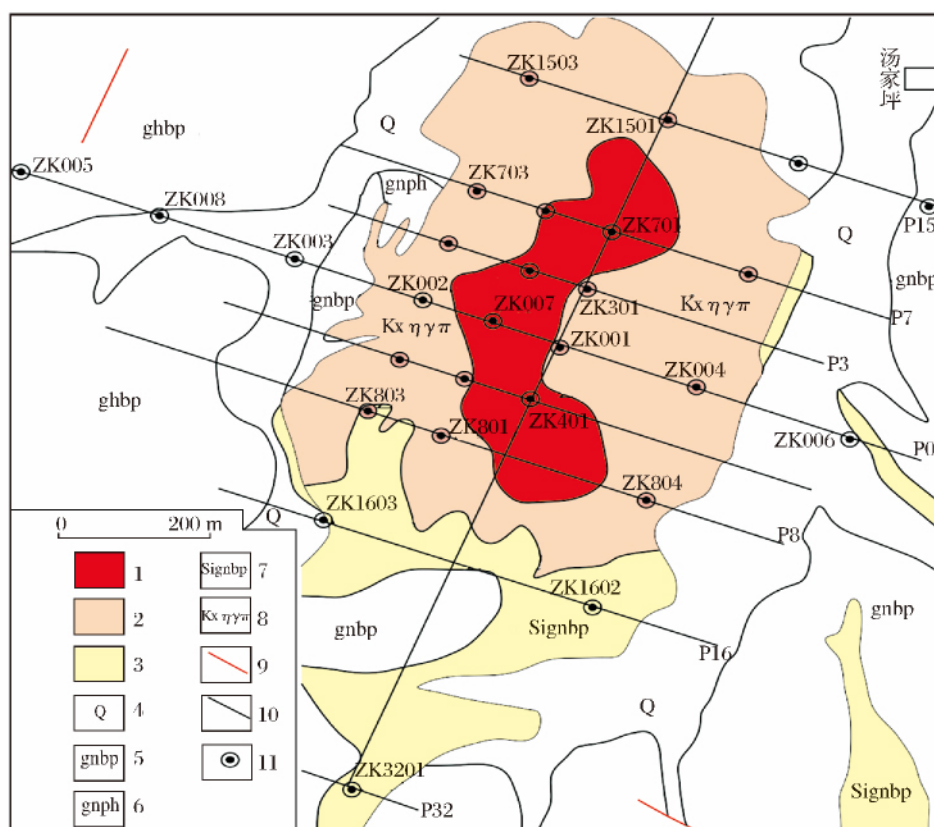 ZK1503
汤家坪
Q
ZK1501
ghbp
ZK005
ZK703
gnph
ZK008
ZK701
P15
Q
ZK003
gnbp
ZK002
gnbp
ZK007
ZK301
Kx ηγπ
Kx ηγπ
P7
ZK001
P3
ZK004
ghbp
ZK803
ZK401
ZK801
ZK006
P0
ZK804
ZK1603
Q
P8
0 200 m
ZK1602
Signbp
gnbp
gnbp
P16
Q
ZK3201
P32
Signbp
1
2
3
Q 4
gnbp 5
gnph 6
Signbp 7
Kx ηγπ 8
9
10
11